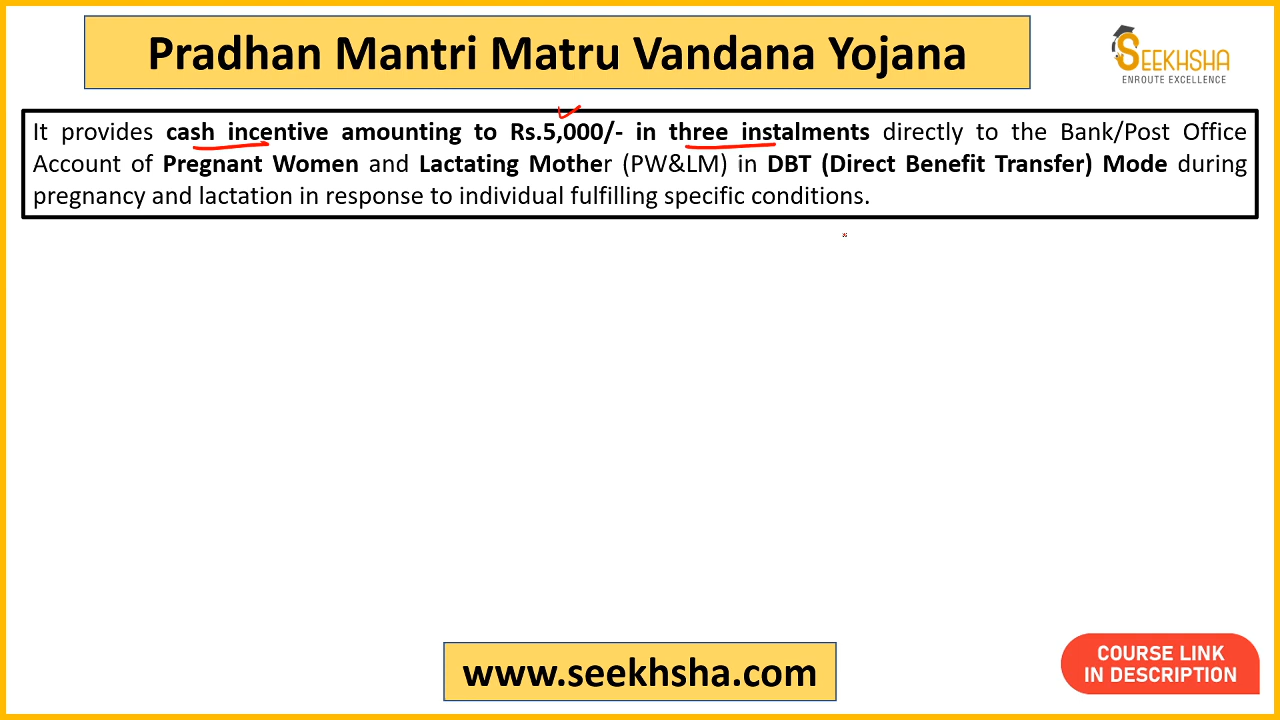 Pradhan Mantri Matru Vandana Yojana
SEEKHSHA
ENROUTE EXCELLENCE
It provides cash incentive amounting to Rs.5,000/- in three instalments directly to the Bank/Post Office
Account of Pregnant Women and Lactating Mother (PW&LM) in DBT (Direct Benefit Transfer) Mode during
pregnancy and lactation in response to individual fulfilling specific conditions.
www.seekhsha.com
COURSE LINK
IN DESCRIPTION